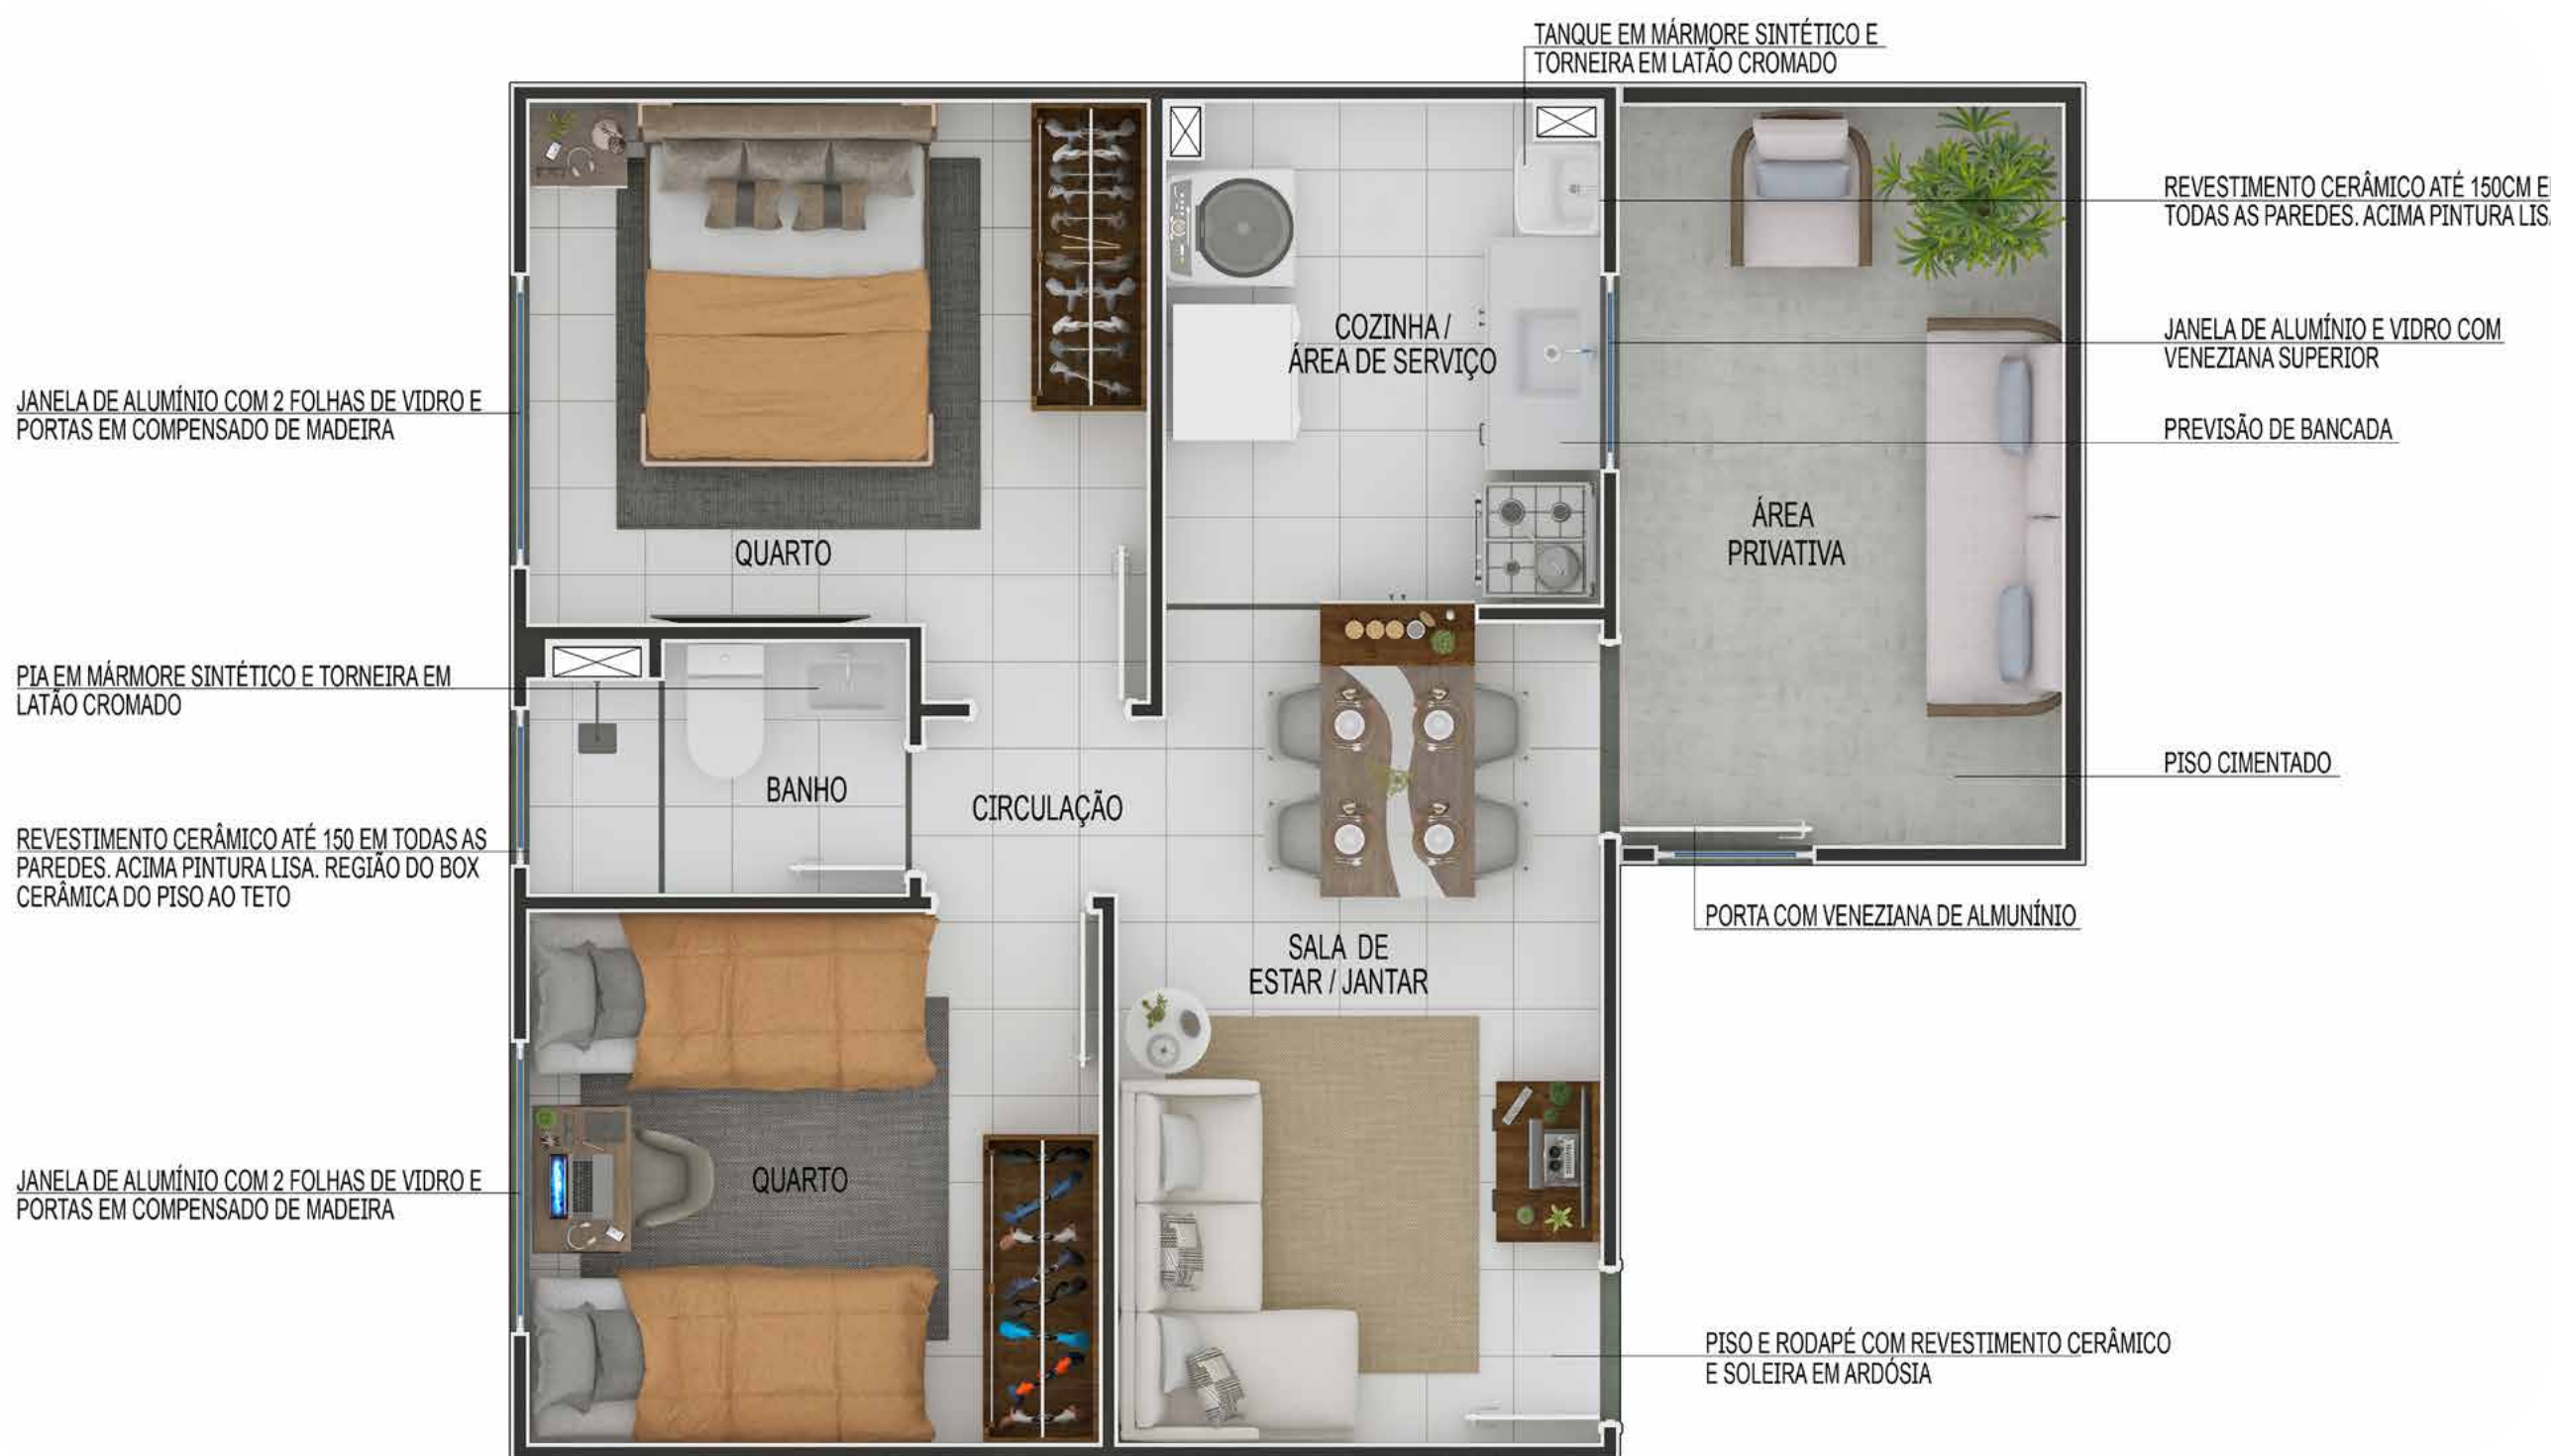 TANQUE EM MÁRMORE SINTÉTICO E
TORNEIRA EM LATÃO CROMADO
REVESTIMENTO CERÂMICO ATÉ 150CM
TODAS AS PAREDES. ACIMA PINTURA
COZINHA /
ÁREA DE SERVIÇO
JANELA DE ALUMÍNIO E VIDRO COM
VENEZIANA SUPERIOR
JANELA DE ALUMÍNIO COM 2 FOLHAS DE VIDRO E
PORTAS EM COMPENSADO DE MADEIRA
PREVISÃO DE BANCADA
QUARTO
ÁREA
PRIVATIVA
PIA EM MÁRMORE SINTÉTICO E TORNEIRA EM
LATÃO CROMADO
BANHO
CIRCULAÇÃO
PISO CIMENTADO
REVESTIMENTO CERÂMICO ATÉ 150 EM TODAS AS
PAREDES. ACIMA PINTURA LISA. REGIÃO DO BOX
CERÂMICA DO PISO AO TETO
PORTA COM VENEZIANA DE ALMUNÍNIO
SALA DE
ESTAR / JANTAR
JANELA DE ALUMÍNIO COM 2 FOLHAS DE VIDRO E
PORTAS EM COMPENSADO DE MADEIRA
QUARTO
PISO E RODAPÉ COM REVESTIMENTO CERÂMICO
E SOLEIRA EM ARDÓSIA